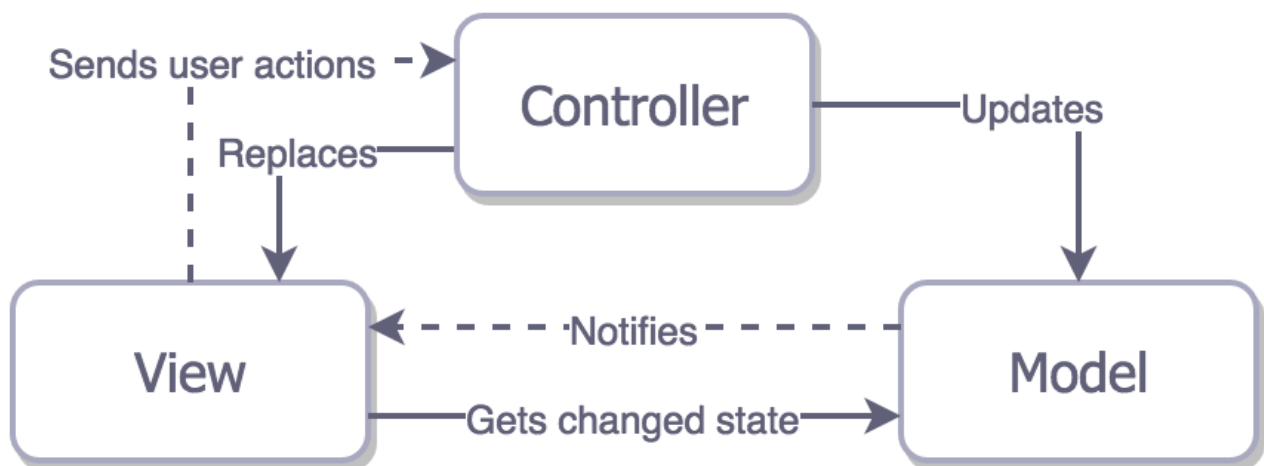 Sends user actions
Controller
Updates
Replaces
Notifies
View
Model
Gets changed state